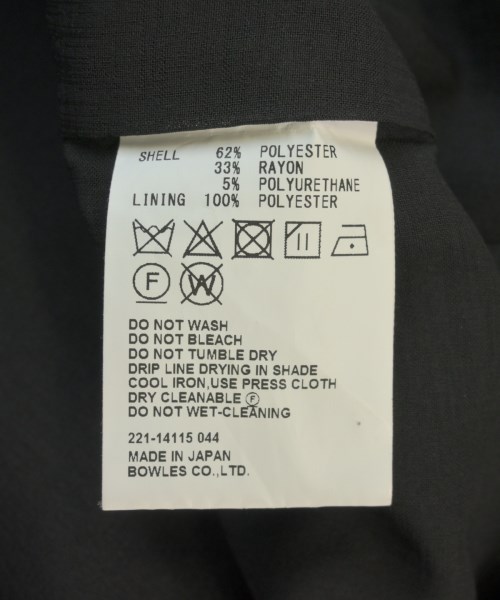 SHELL 62% POLYESTER
33% RAYON
5% POLYURETHANE
LINING 100% POLYESTER
F W
DO NOT WASH
DO NOT BLEACH
DO NOT TUMBLE DRY
DRIP LINE DRYING IN SHADE
COOL IRON,USE PRESS CLOTH
DRY CLEANABLE Ⓕ
DO NOT WET-CLEANING
221-14115 044
MADE IN JAPAN
BOWLES CO.,LTD.